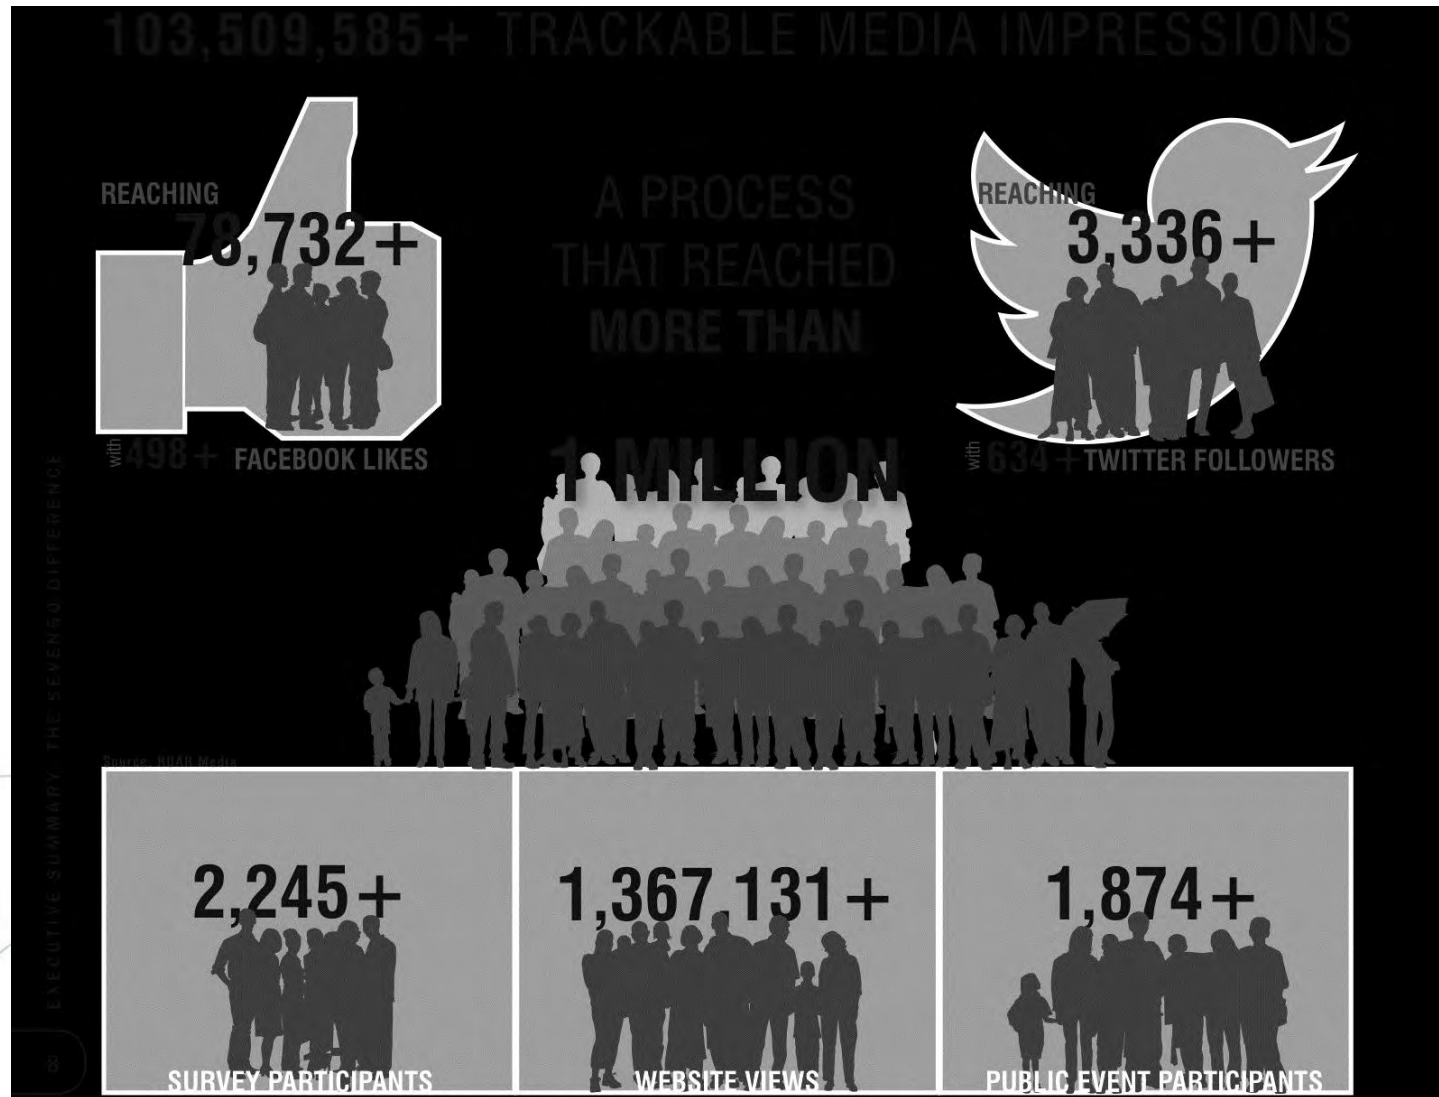 103,509,585+ TRACKABLE MEDIA IMPRESSIONS
REACHING
78,732+
with 498+ FACEBOOK LIKES
A PROCESS
THAT REACHED
MORE THAN
1 MILLION
REACHING
3,336+
with 634+ TWITTER FOLLOWERS
Source: ROAR Media
2,245+
SURVEY PARTICIPANTS
1,367,131+
WEBSITE VIEWS
1,874+
PUBLIC EVENT PARTICIPANTS
EXECUTIVE SUMMARY: THE SEVEN50 DIFFERENCE
8